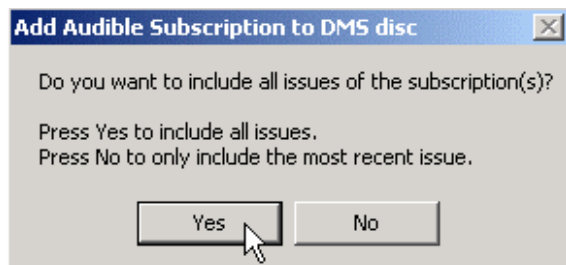 Add Audible Subscription to DMS disc
Do you want to include all issues of the subscription(s)?
Press Yes to include all issues.
Press No to only include the most recent issue.
Yes
No